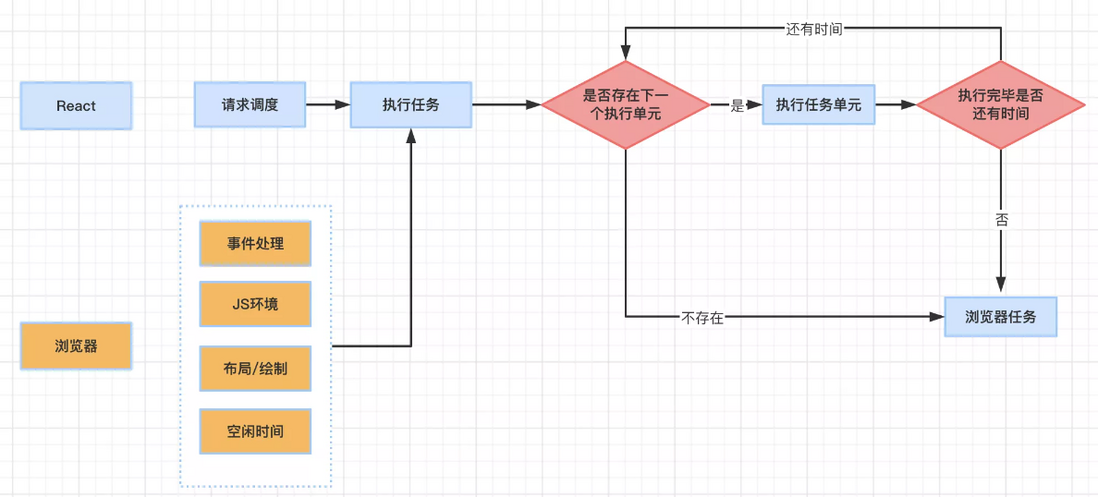 还有时间
React
请求调度
执行任务
是否存在下一
个执行单元
是
执行任务单元
执行完毕是否
还有时间
事件处理
否
JS环境
不存在
浏览器任务
浏览器
布局/绘制
空闲时间